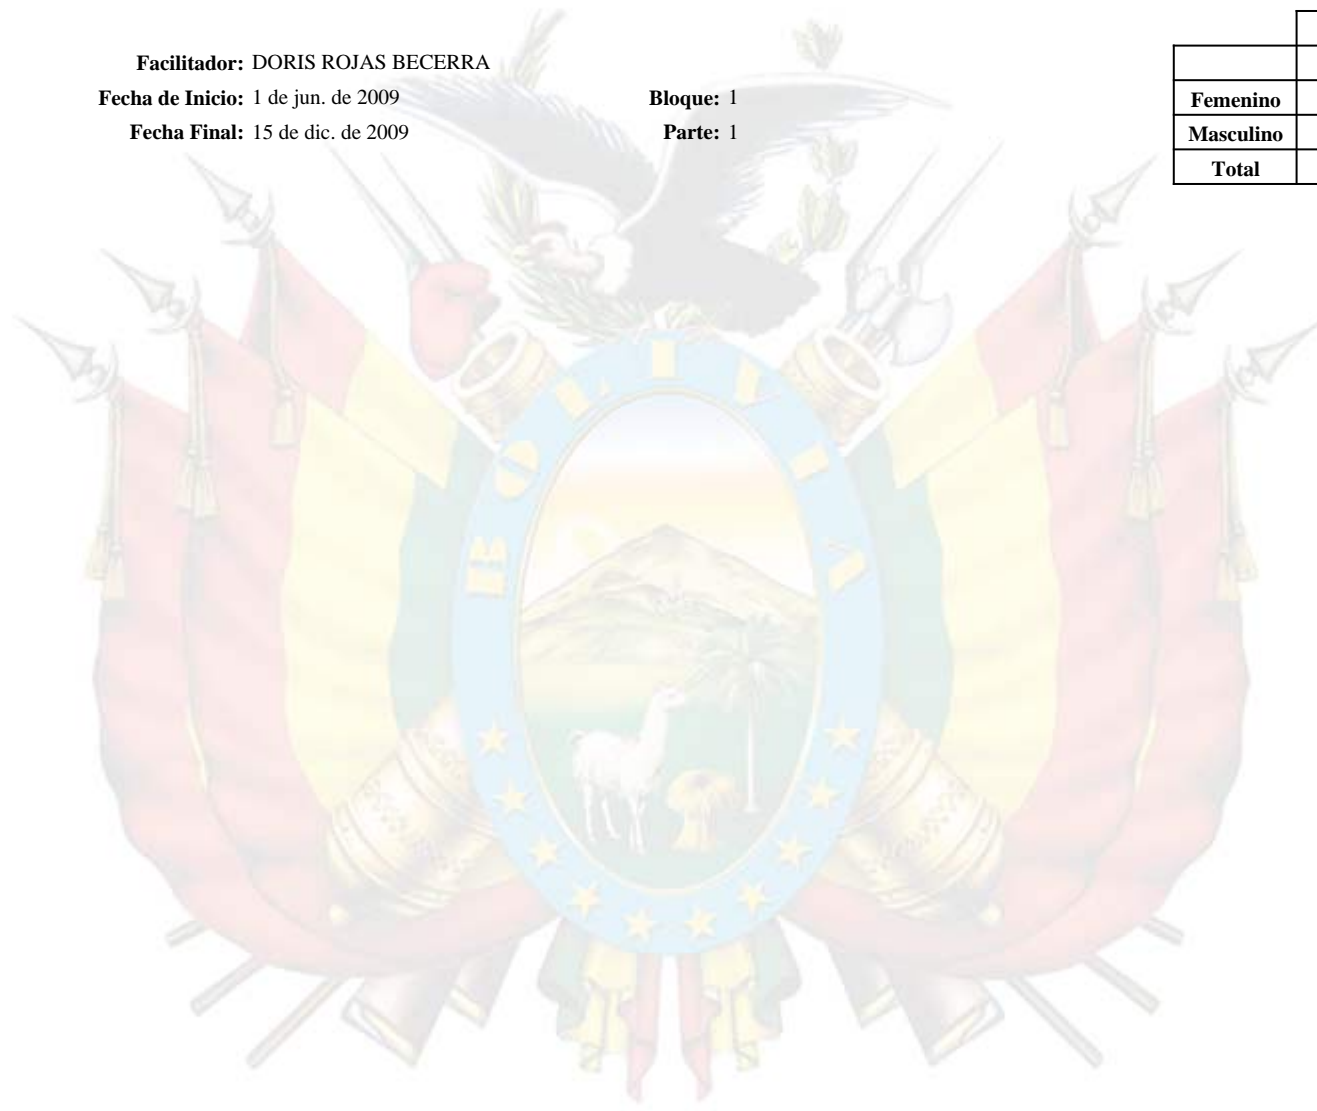 Facilitador: DORIS ROJAS BECERRA
Fecha de Inicio: 1 de jun. de 2009 Bloque: 1
Fecha Final: 15 de dic. de 2009 Parte: 1
Femenino
Masculino
Total
BOLIVIA